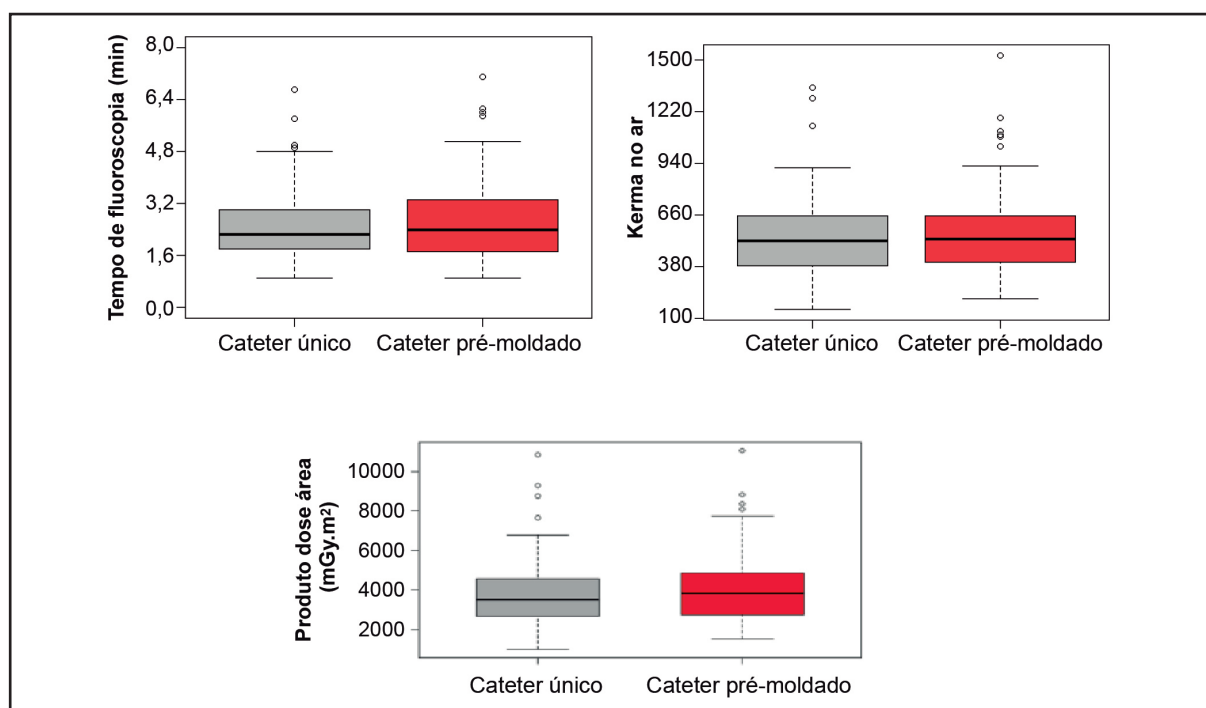 Tempo de fluoroscopia (min)
8,0
6,4
4,8
3,2
1,6
0,0
Cateter único
Cateter pré-moldado
Kerma no ar
1500
1220
940
660
380
100
Cateter único
Cateter pré-moldado
Produto dose área
(mGy.m²)
10000
8000
6000
4000
2000
Cateter único
Cateter pré-moldado